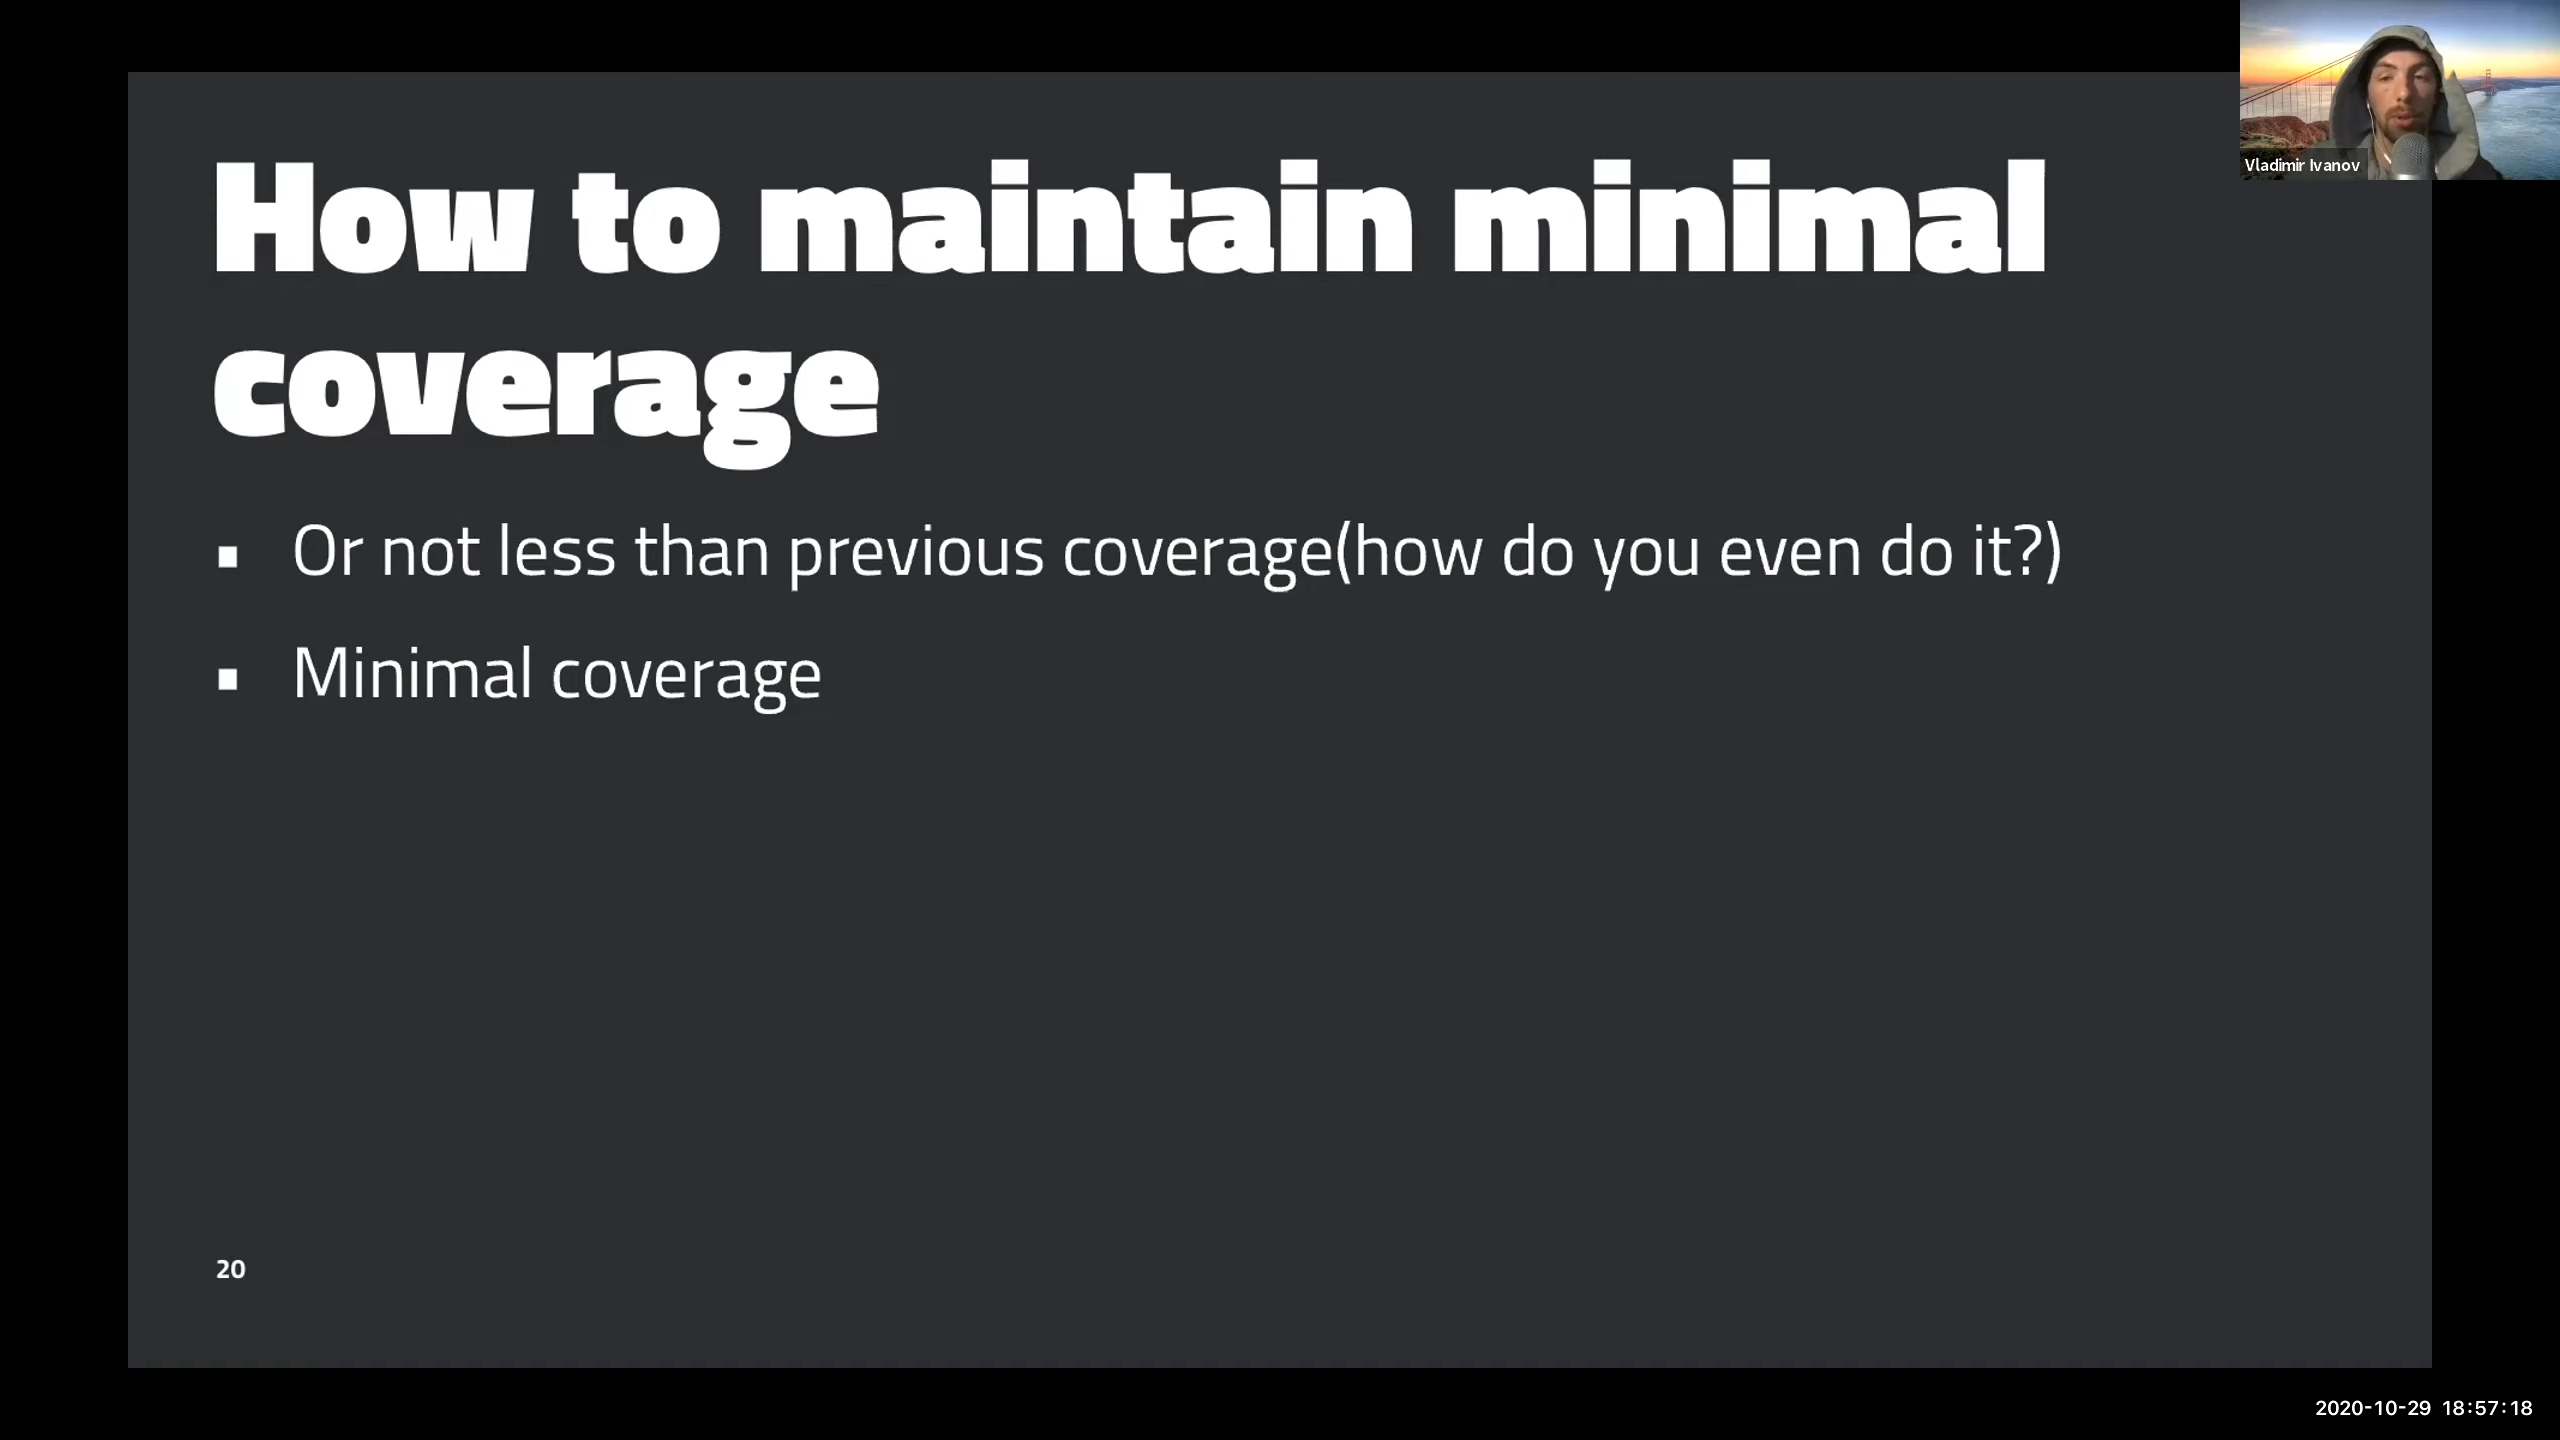 How to maintain minimal
coverage
▪ Or not less than previous coverage(how do you even do it?)
▪ Minimal coverage
20
Vladimir Ivanov
2020-10-29 18:57:18